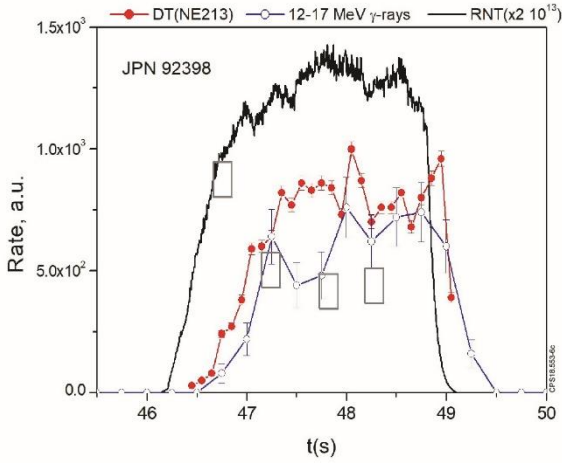 DT(NE213) 12-17 MeV γ-rays RNT(x2 10¹³)
1.5x10³
JPN 92398
1.0x10³
Rate, a.u.
5.0x10²
0.0
46 47 48 49 50
t(s)
CPS18.553-6c